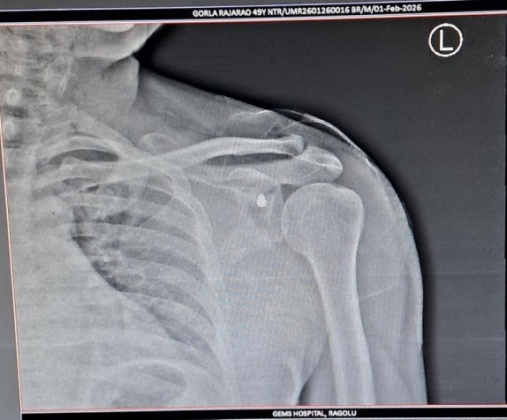 GORLA RAJARAO 49Y NTR/UMR2601260016 BR/M/01-Feb-2026
L
GEMS HOSPITAL, RAGOLU